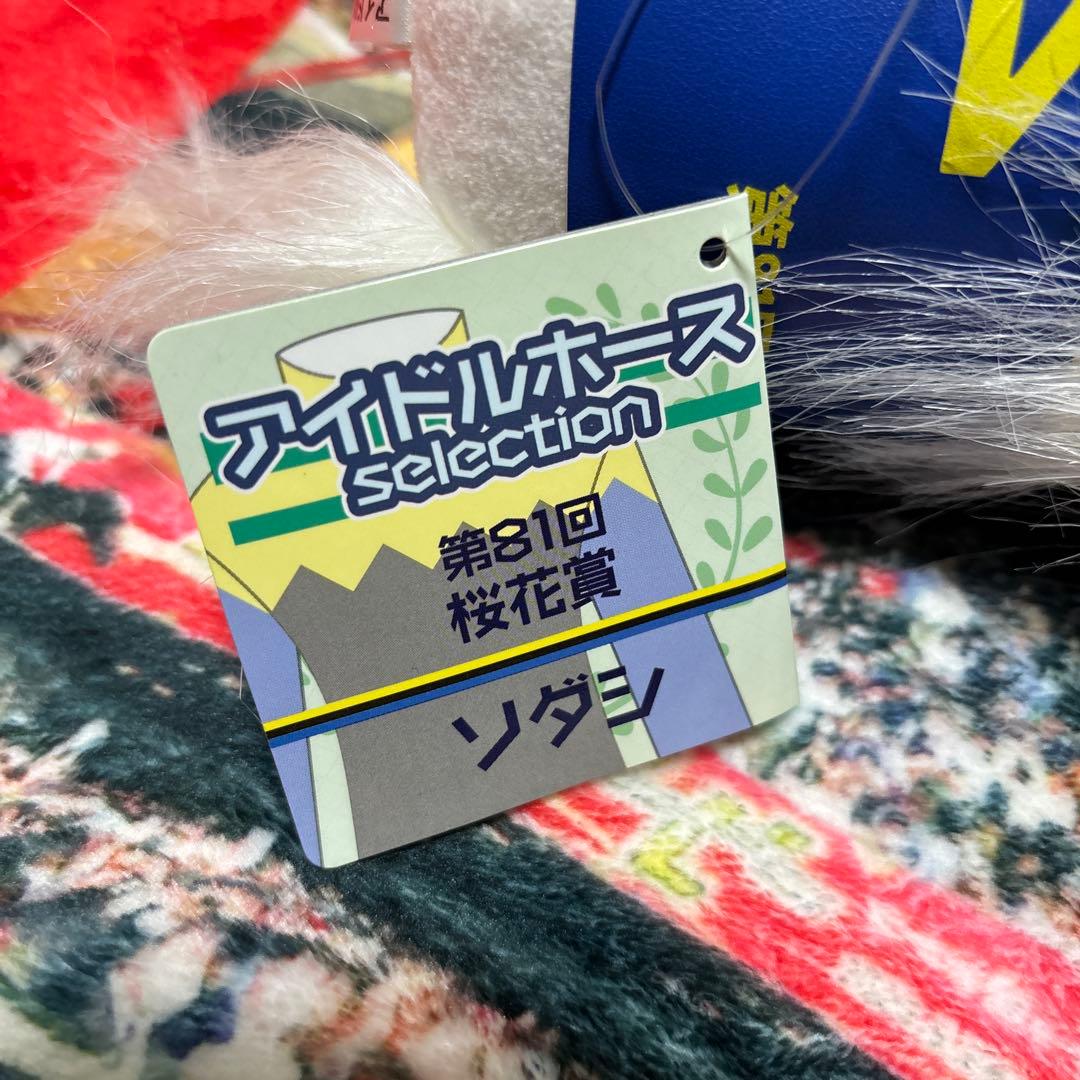 アイドルホース
selection
第81回
桜花賞
ソダシ